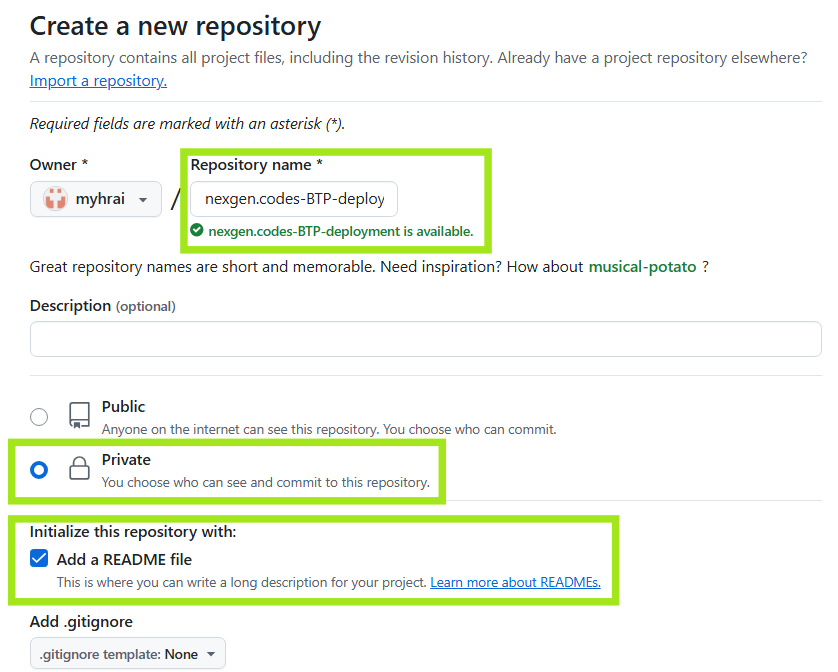 Create a new repository
A repository contains all project files, including the revision history. Already have a project repository elsewhere?
Import a repository.
Required fields are marked with an asterisk (*).
Owner *
Repository name *
myhrai
/
nexgen.codes-BTP-deploy
nexgen.codes-BTP-deployment is available.
Great repository names are short and memorable. Need inspiration? How about musical-potato ?
Description (optional)
Public
Anyone on the internet can see this repository. You choose who can commit.
Private
You choose who can see and commit to this repository.
Initialize this repository with:
Add a README file
This is where you can write a long description for your project. Learn more about READMEs.
Add .gitignore
.gitignore template: None